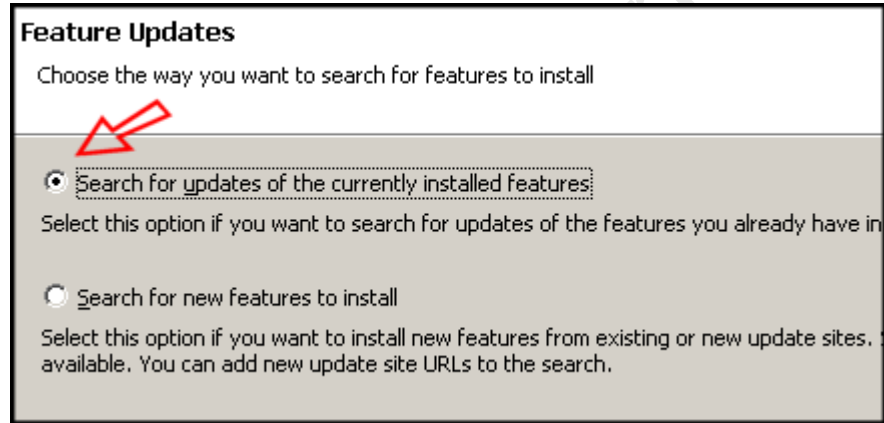 Feature Updates
Choose the way you want to search for features to install
Search for updates of the currently installed features
Select this option if you want to search for updates of the features you already have in
Search for new features to install
Select this option if you want to install new features from existing or new update sites.
available. You can add new update site URLs to the search.